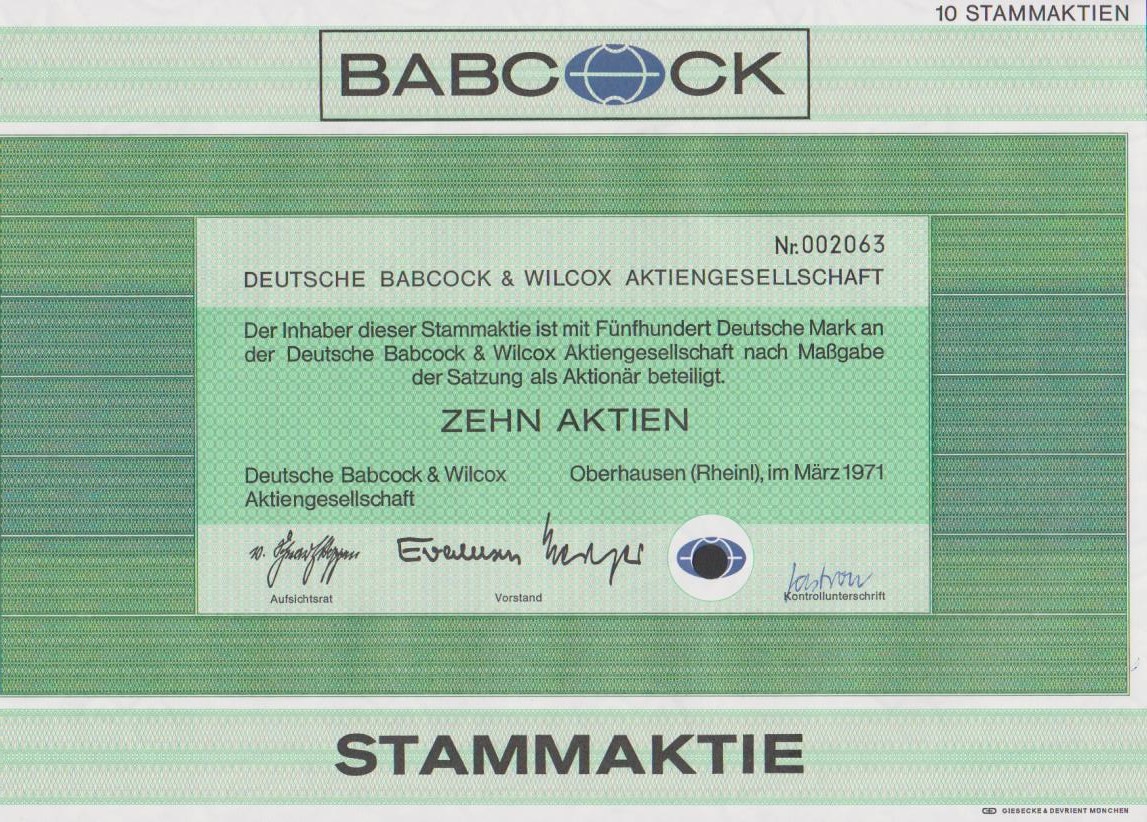 10 STAMMAKTIEN
BABCOCK
Nr.002063
DEUTSCHE BABCOCK & WILCOX AKTIENGESELLSCHAFT
Der Inhaber dieser Stammaktie ist mit Fünfhundert Deutsche Mark an
der Deutsche Babcock & Wilcox Aktiengesellschaft nach Maßgabe
der Satzung als Aktionär beteiligt.
ZEHN AKTIEN
Deutsche Babcock & Wilcox
Aktiengesellschaft
Oberhausen (Rheinl), im März 1971
Aufsichtsrat
Vorstand
Kontrollunterschrift
STAMMAKTIE
GIESECKE & DEVRIENT MÜNCHEN